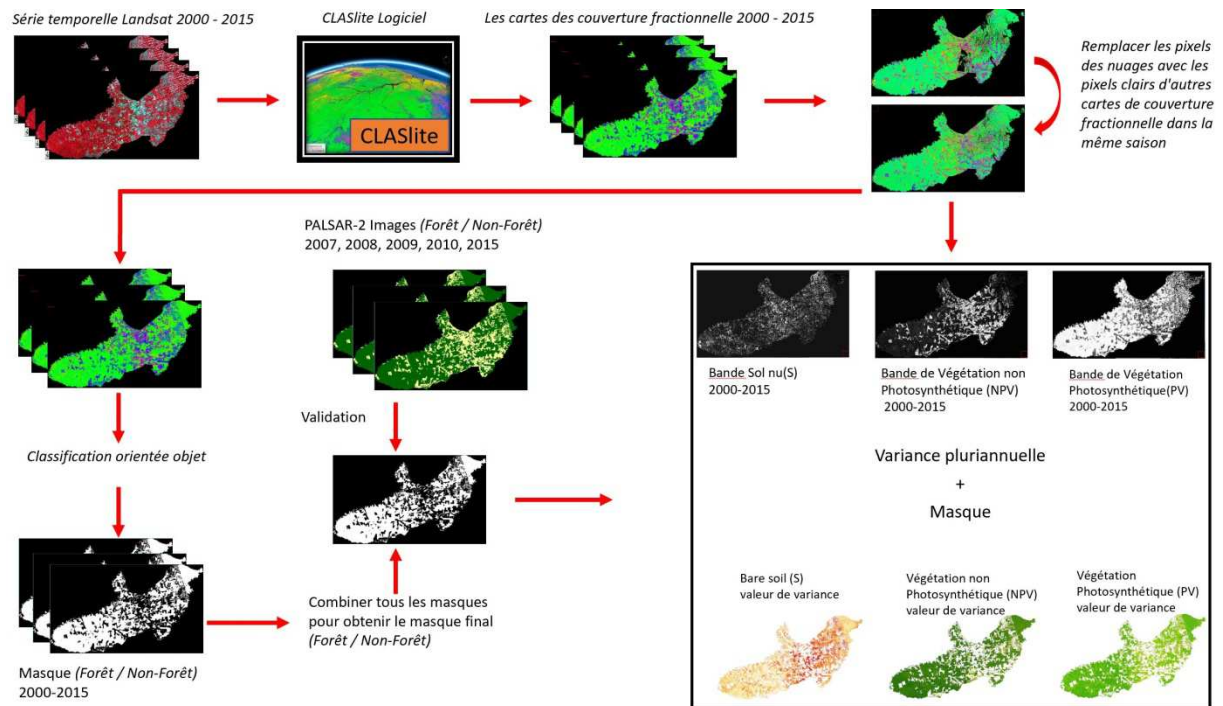 Série temporelle Landsat 2000 - 2015
CLASlite Logiciel
Les cartes des couverture fractionnelle 2000 - 2015
CLASlite
Remplacer les pixels
des nuages avec les
pixels clairs d'autres
cartes de couverture
fractionnelle dans la
même saison
PALSAR-2 Images (Forêt / Non-Forêt)
2007, 2008, 2009, 2010, 2015
Validation
Classification orientée objet
Masque (Forêt / Non-Forêt)
2000-2015
Combiner tous les masques
pour obtenir le masque final
(Forêt / Non-Forêt)
Bande Sol nu(S)
2000-2015
Bande de Végétation non
Photosynthétique (NPV)
2000-2015
Bande de Végétation
Photosynthétique(PV)
2000-2015
Variance pluriannuelle
+
Masque
Bare soil (S)
valeur de variance
Végétation non
Photosynthétique (NPV)
valeur de variance
Végétation
Photosynthétique (PV)
valeur de variance